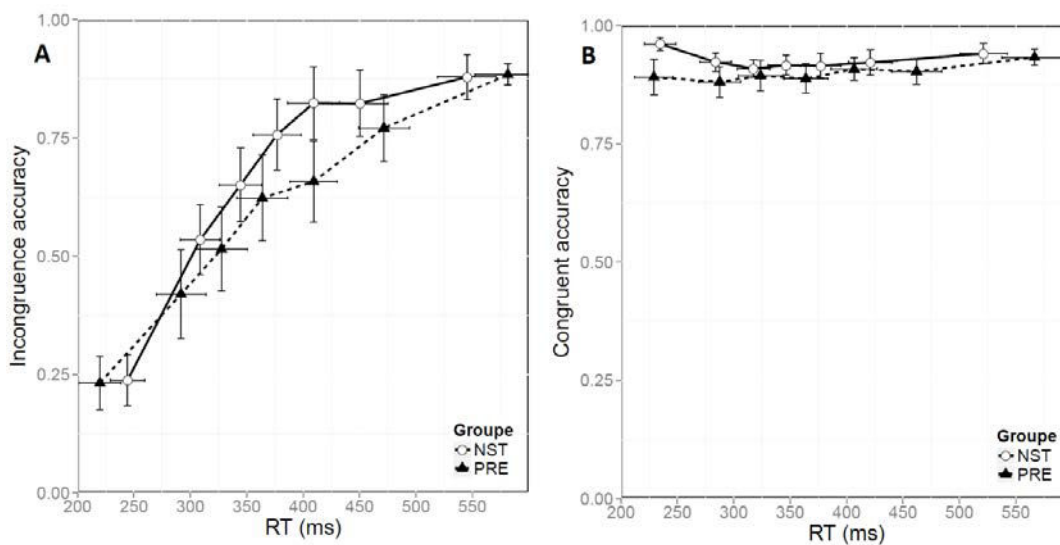 A
Incongruence accuracy
1.00
0.75
0.50
0.25
0.00
200 250 300 350 400 450 500 550
RT (ms)
Groupe
NST
PRE
B
Congruent accuracy
1.00
0.75
0.50
0.25
0.00
200 250 300 350 400 450 500 550
RT (ms)
Groupe
NST
PRE